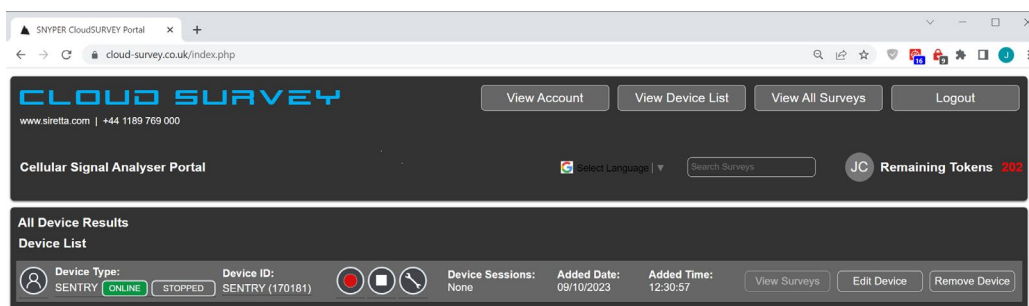 SNYPER CloudSURVEY Portal
cloud-survey.co.uk/index.php
16
9
J
CLOUD SURVEY
View Account
View Device List
View All Surveys
Logout
www.siretta.com | +44 1189 769 000
Cellular Signal Analyser Portal
G Select Language
Search Surveys
JC
Remaining Tokens 202
All Device Results
Device List
Device Type:
SENTRY ONLINE STOPPED
Device ID:
SENTRY (170181)
Device Sessions:
None
Added Date:
09/10/2023
Added Time:
12:30:57
View Surveys
Edit Device
Remove Device